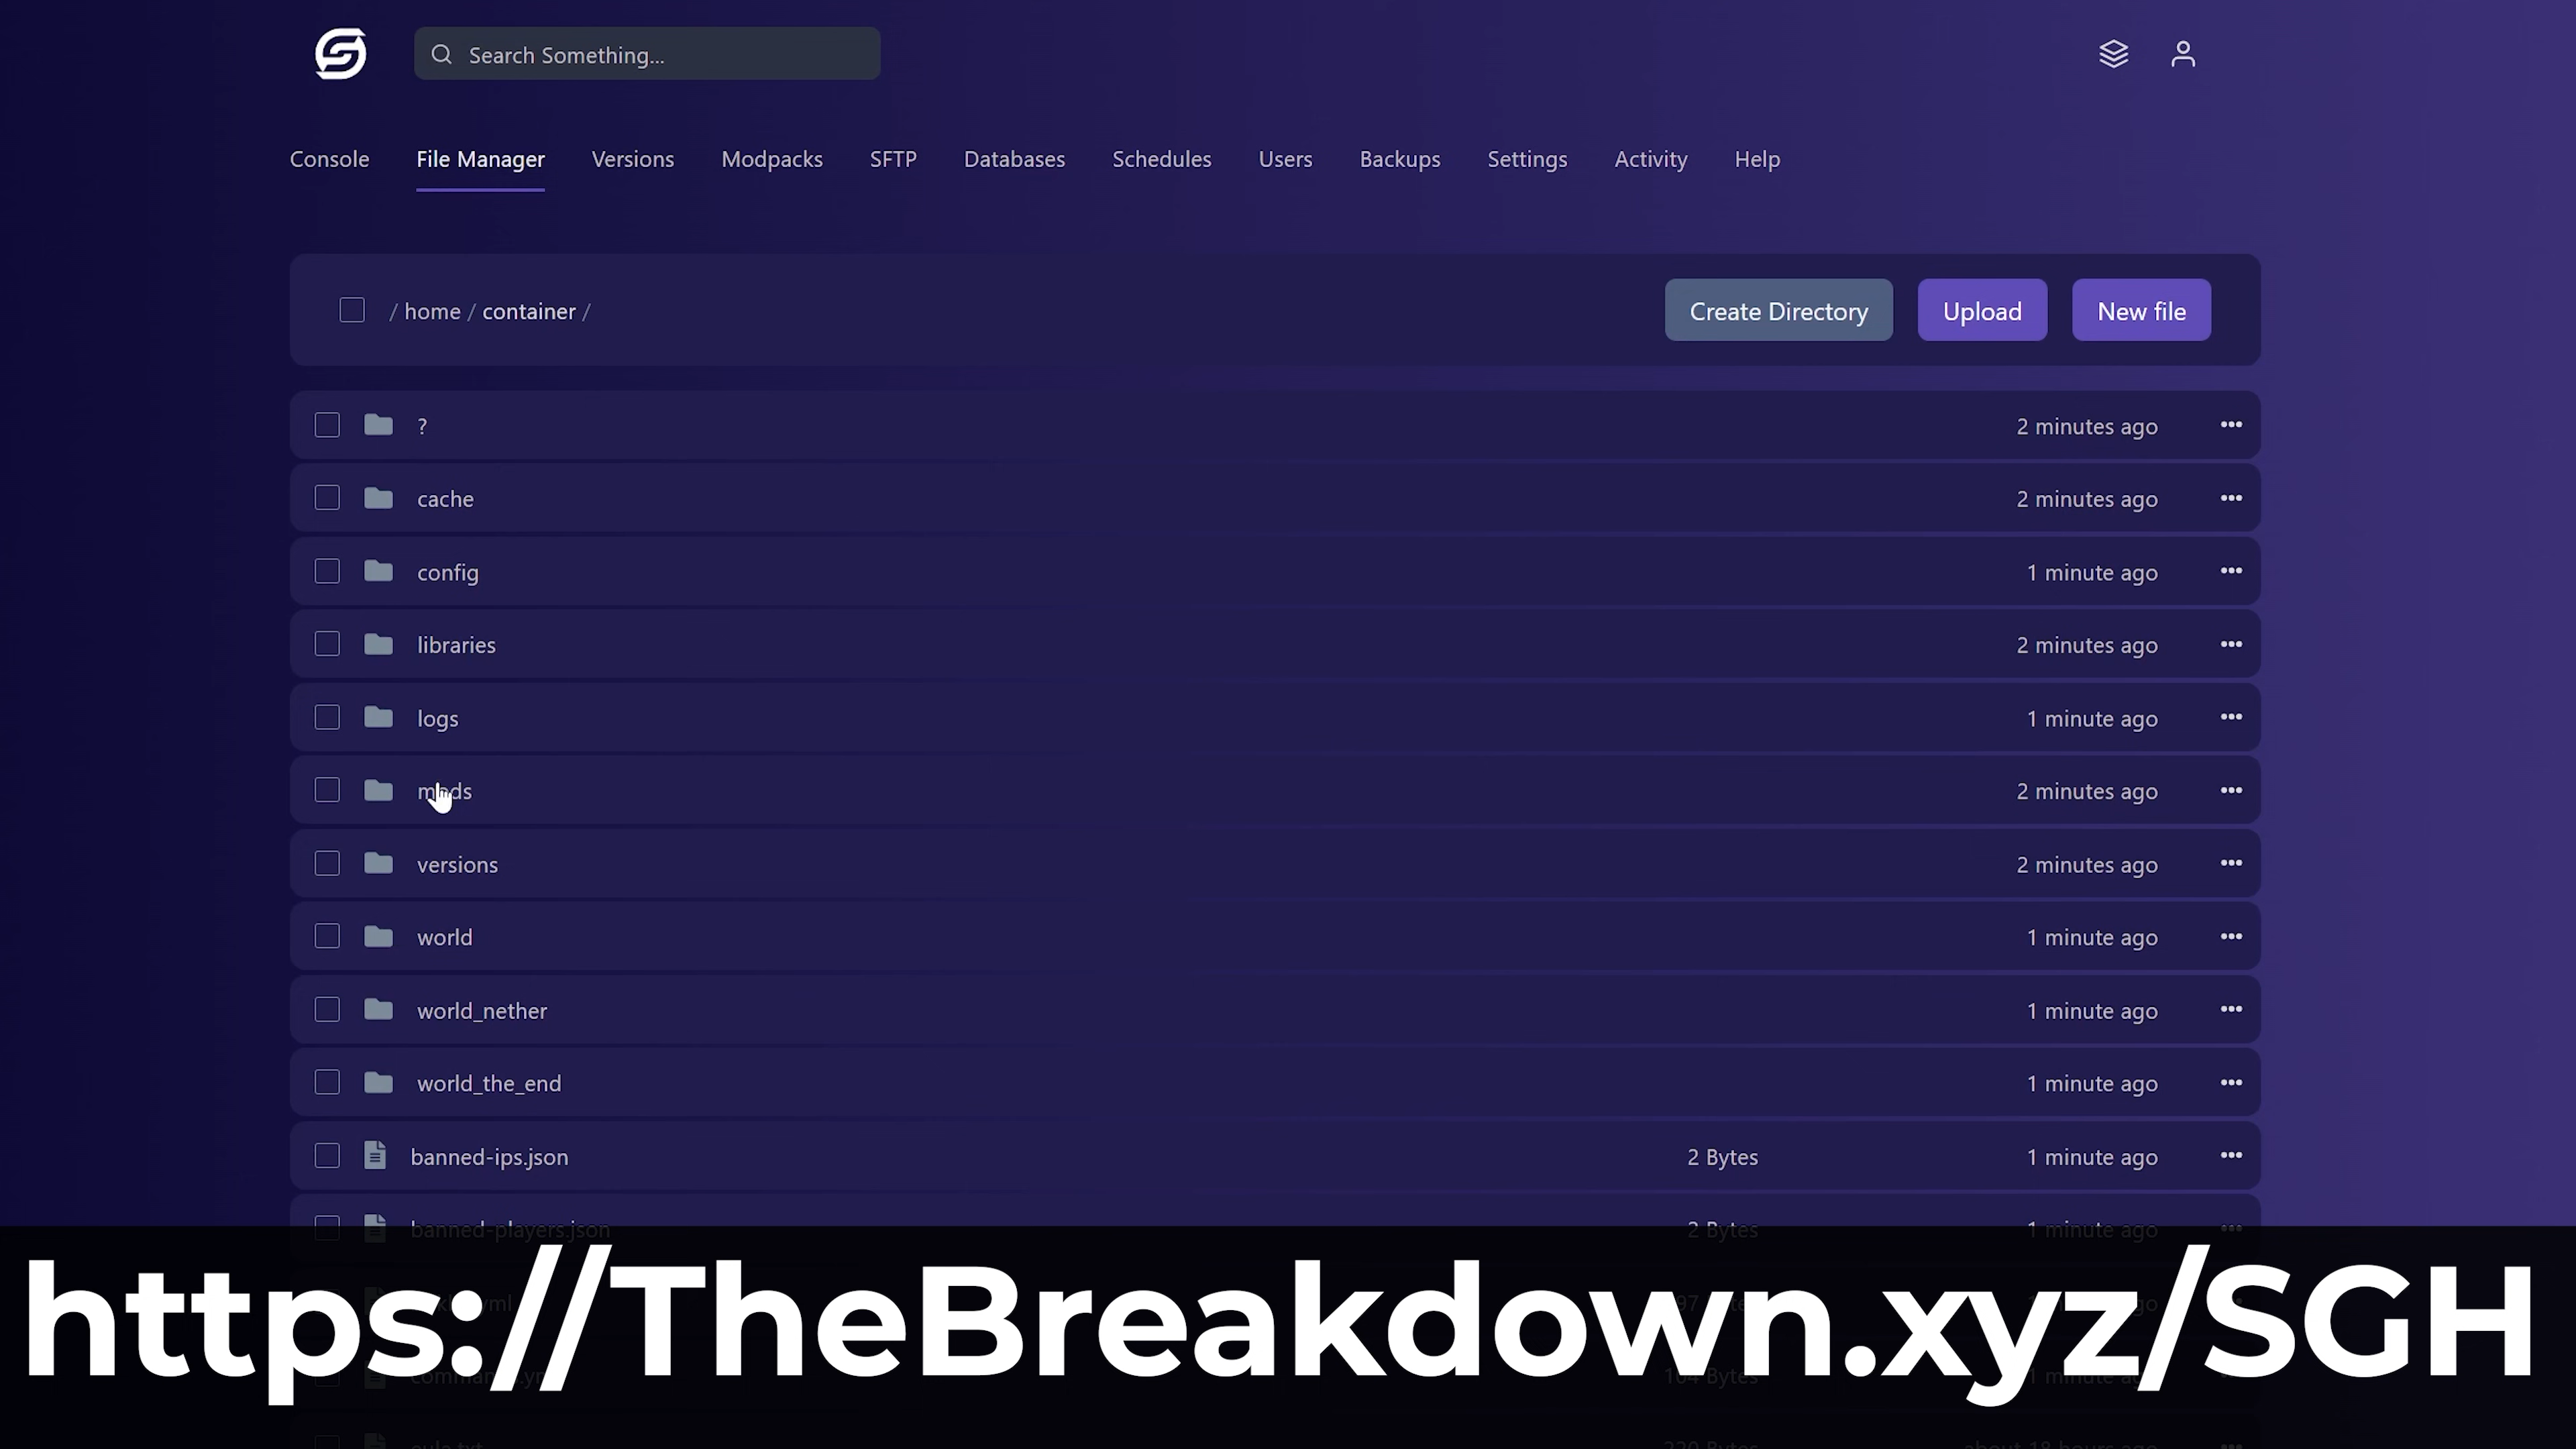 Search Something...
Console File Manager Versions Modpacks SFTP Databases Schedules Users Backups Settings Activity Help
/ home / container / Create Directory Upload New file
? 2 minutes ago
cache 2 minutes ago
config 1 minute ago
libraries 2 minutes ago
logs 1 minute ago
mods 2 minutes ago
versions 2 minutes ago
world 1 minute ago
world_nether 1 minute ago
world_the_end 1 minute ago
banned-ips.json 2 Bytes 1 minute ago
banned-players.json 2 Bytes 1 minute ago
https://TheBreakdown.xyz/SGH